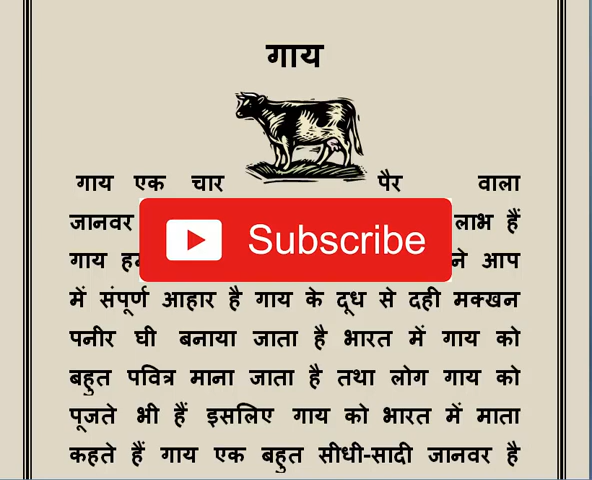 गाय
गाय एक चार पैर वाला
जानवर लाभ हैं
गाय आप
Subscribe
में संपूर्ण आहार है गाय के दूध से दही मक्खन
पनीर घी बनाया जाता है भारत में गाय को
बहुत पवित्र माना जाता है तथा लोग गाय को
पूजते भी हैं इसलिए गाय को भारत में माता
कहते हैं गाय एक बहुत सीधी-सादी जानवर है